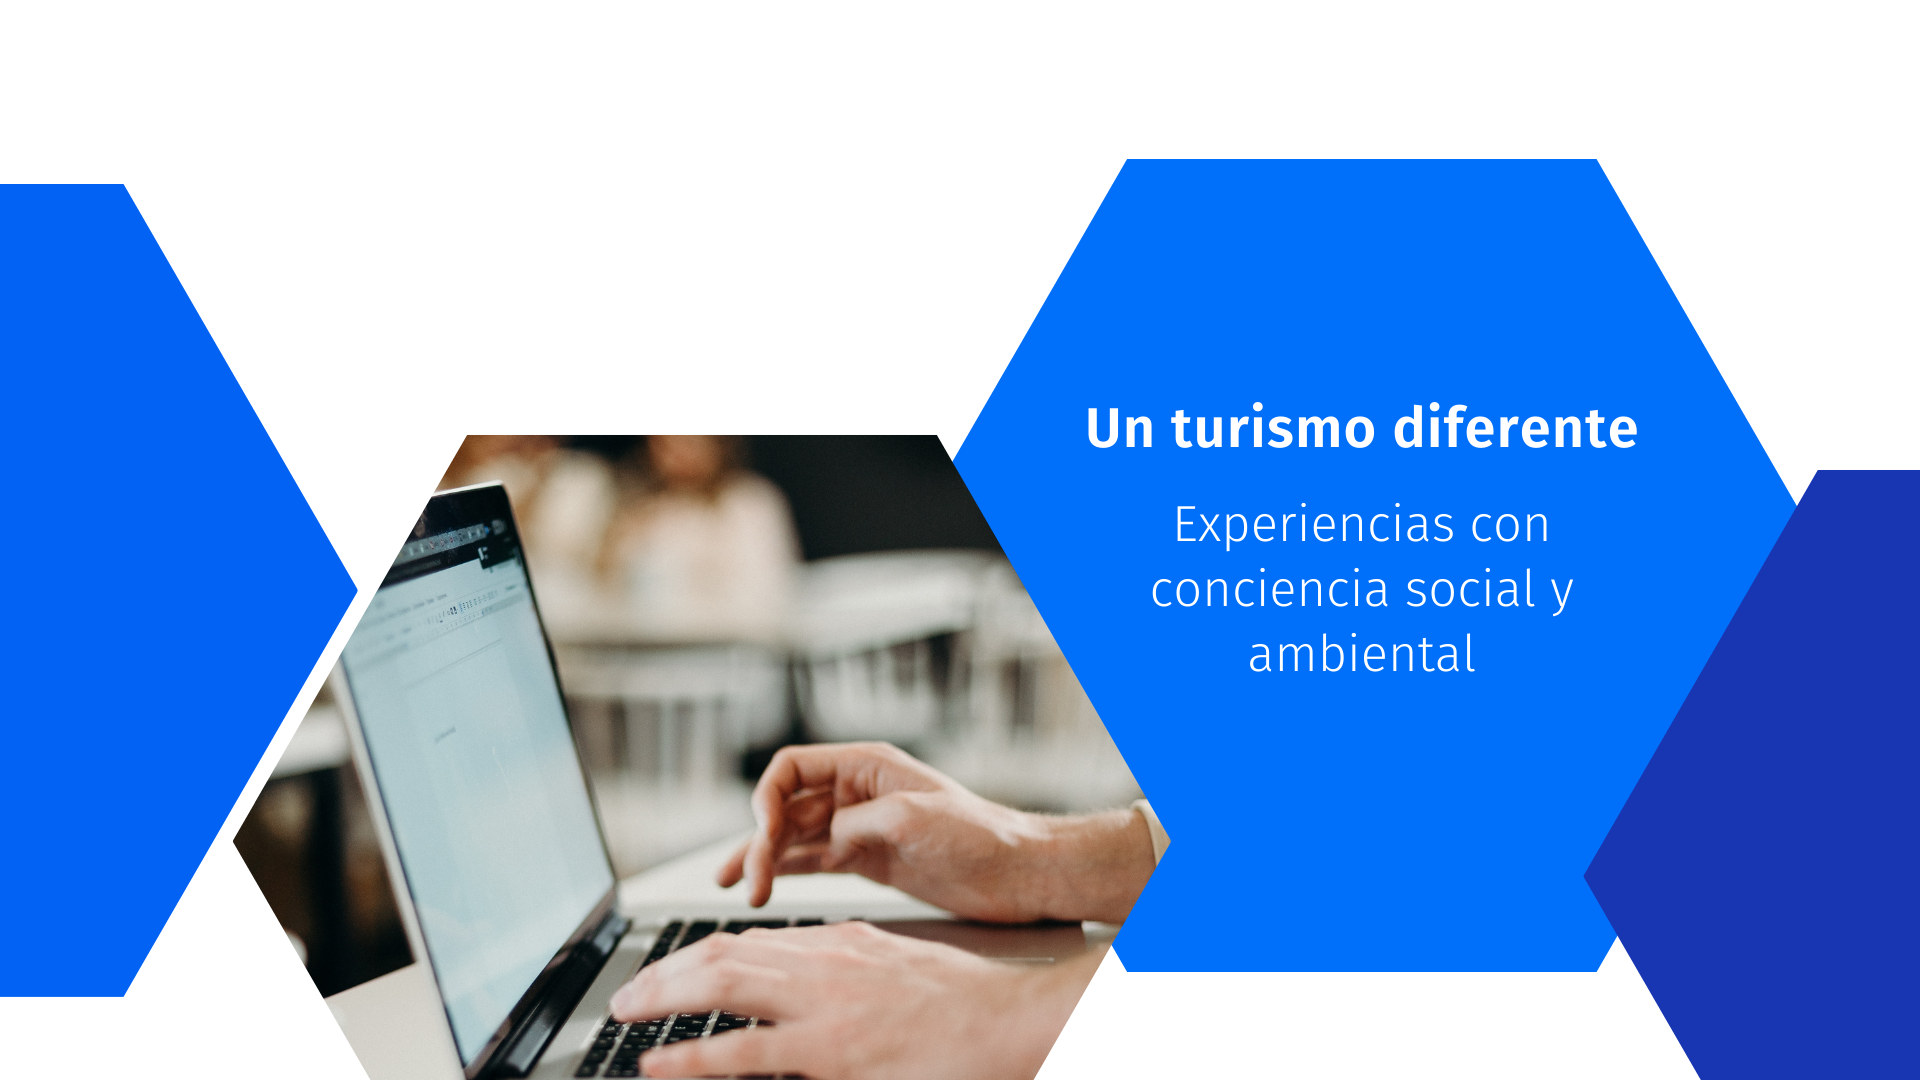 Un turismo diferente
Experiencias con
conciencia social y
ambiental